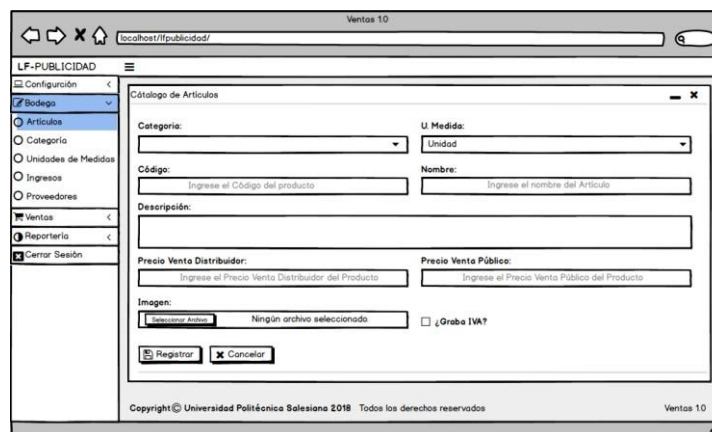 Ventas 1.0
localhost/lfpublicidad/
LF-PUBLICIDAD
Configurción
Bodega
Artículos
Categoría
Unidades de Medidas
Ingresos
Proveedores
Ventas
Reportería
Cerrar Sesión
Cátalogo de Artículos
Categoria: U. Medida:
Unidad
Código: Nombre:
Ingrese el Código del producto Ingrese el nombre del Artículo
Descripción:
Precio Venta Distribuidor: Precio Venta Público:
Ingrese el Precio Venta Distribuidor del Producto Ingrese el Precio Venta Pública del Producto
Imagen:
Seleccionar Archivo Ningún archivo seleccionado ¿Graba IVA?
Registrar Cancelar
Copyright © Universidad Politécnica Salesiana 2018 Todos los derechos reservados Ventas 1.0